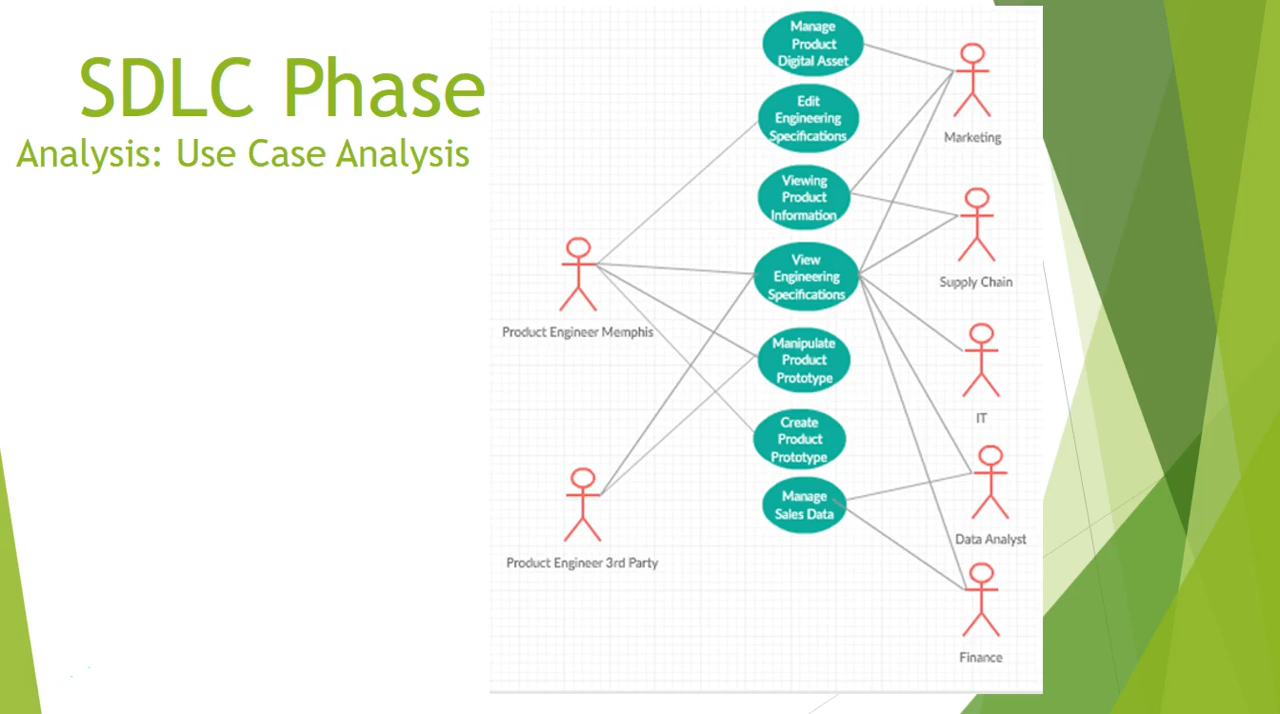 SDLC Phase
Analysis: Use Case Analysis
Manage
Product
Digital Asset
Edit
Engineering
Specifications
Viewing
Product
Information
View
Engineering
Specifications
Manipulate
Product
Prototype
Create
Product
Prototype
Manage
Sales Data
Product Engineer Memphis
Product Engineer 3rd Party
Marketing
Supply Chain
IT
Data Analyst
Finance